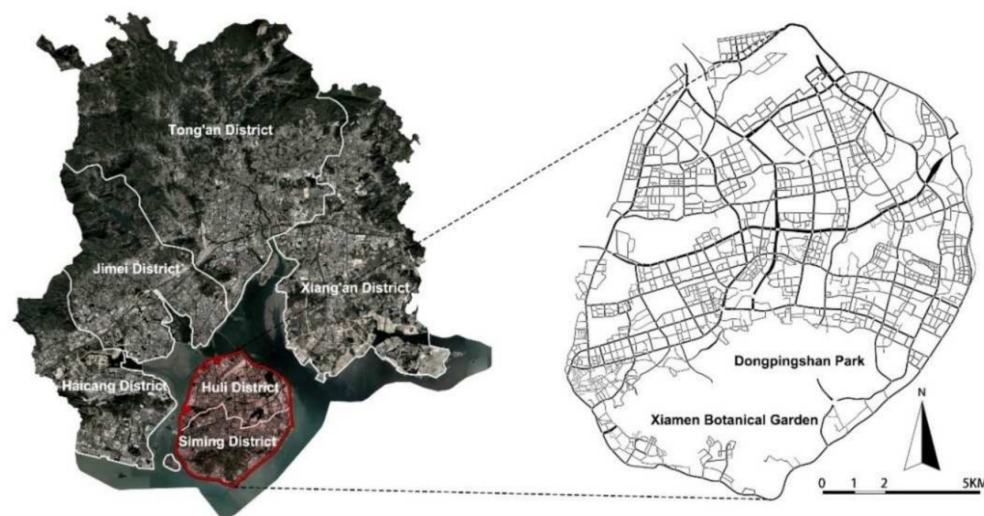 Tong'an District
Jimei District
Xiang'an District
Haicang District
Huli District
Siming District
Dongpingshan Park
Xiamen Botanical Garden
N
0 1 2 5KM